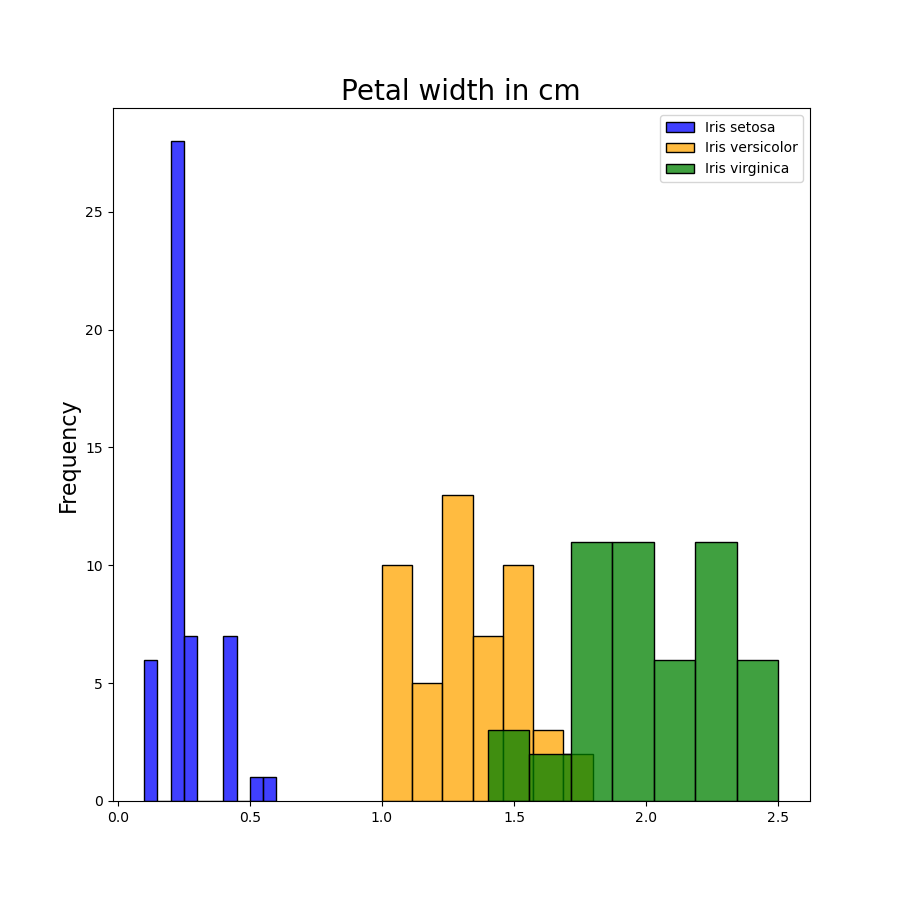 Petal width in cm
Iris setosa
Iris versicolor
Iris virginica
Frequency
25
20
15
10
5
0
0.0 0.5 1.0 1.5 2.0 2.5